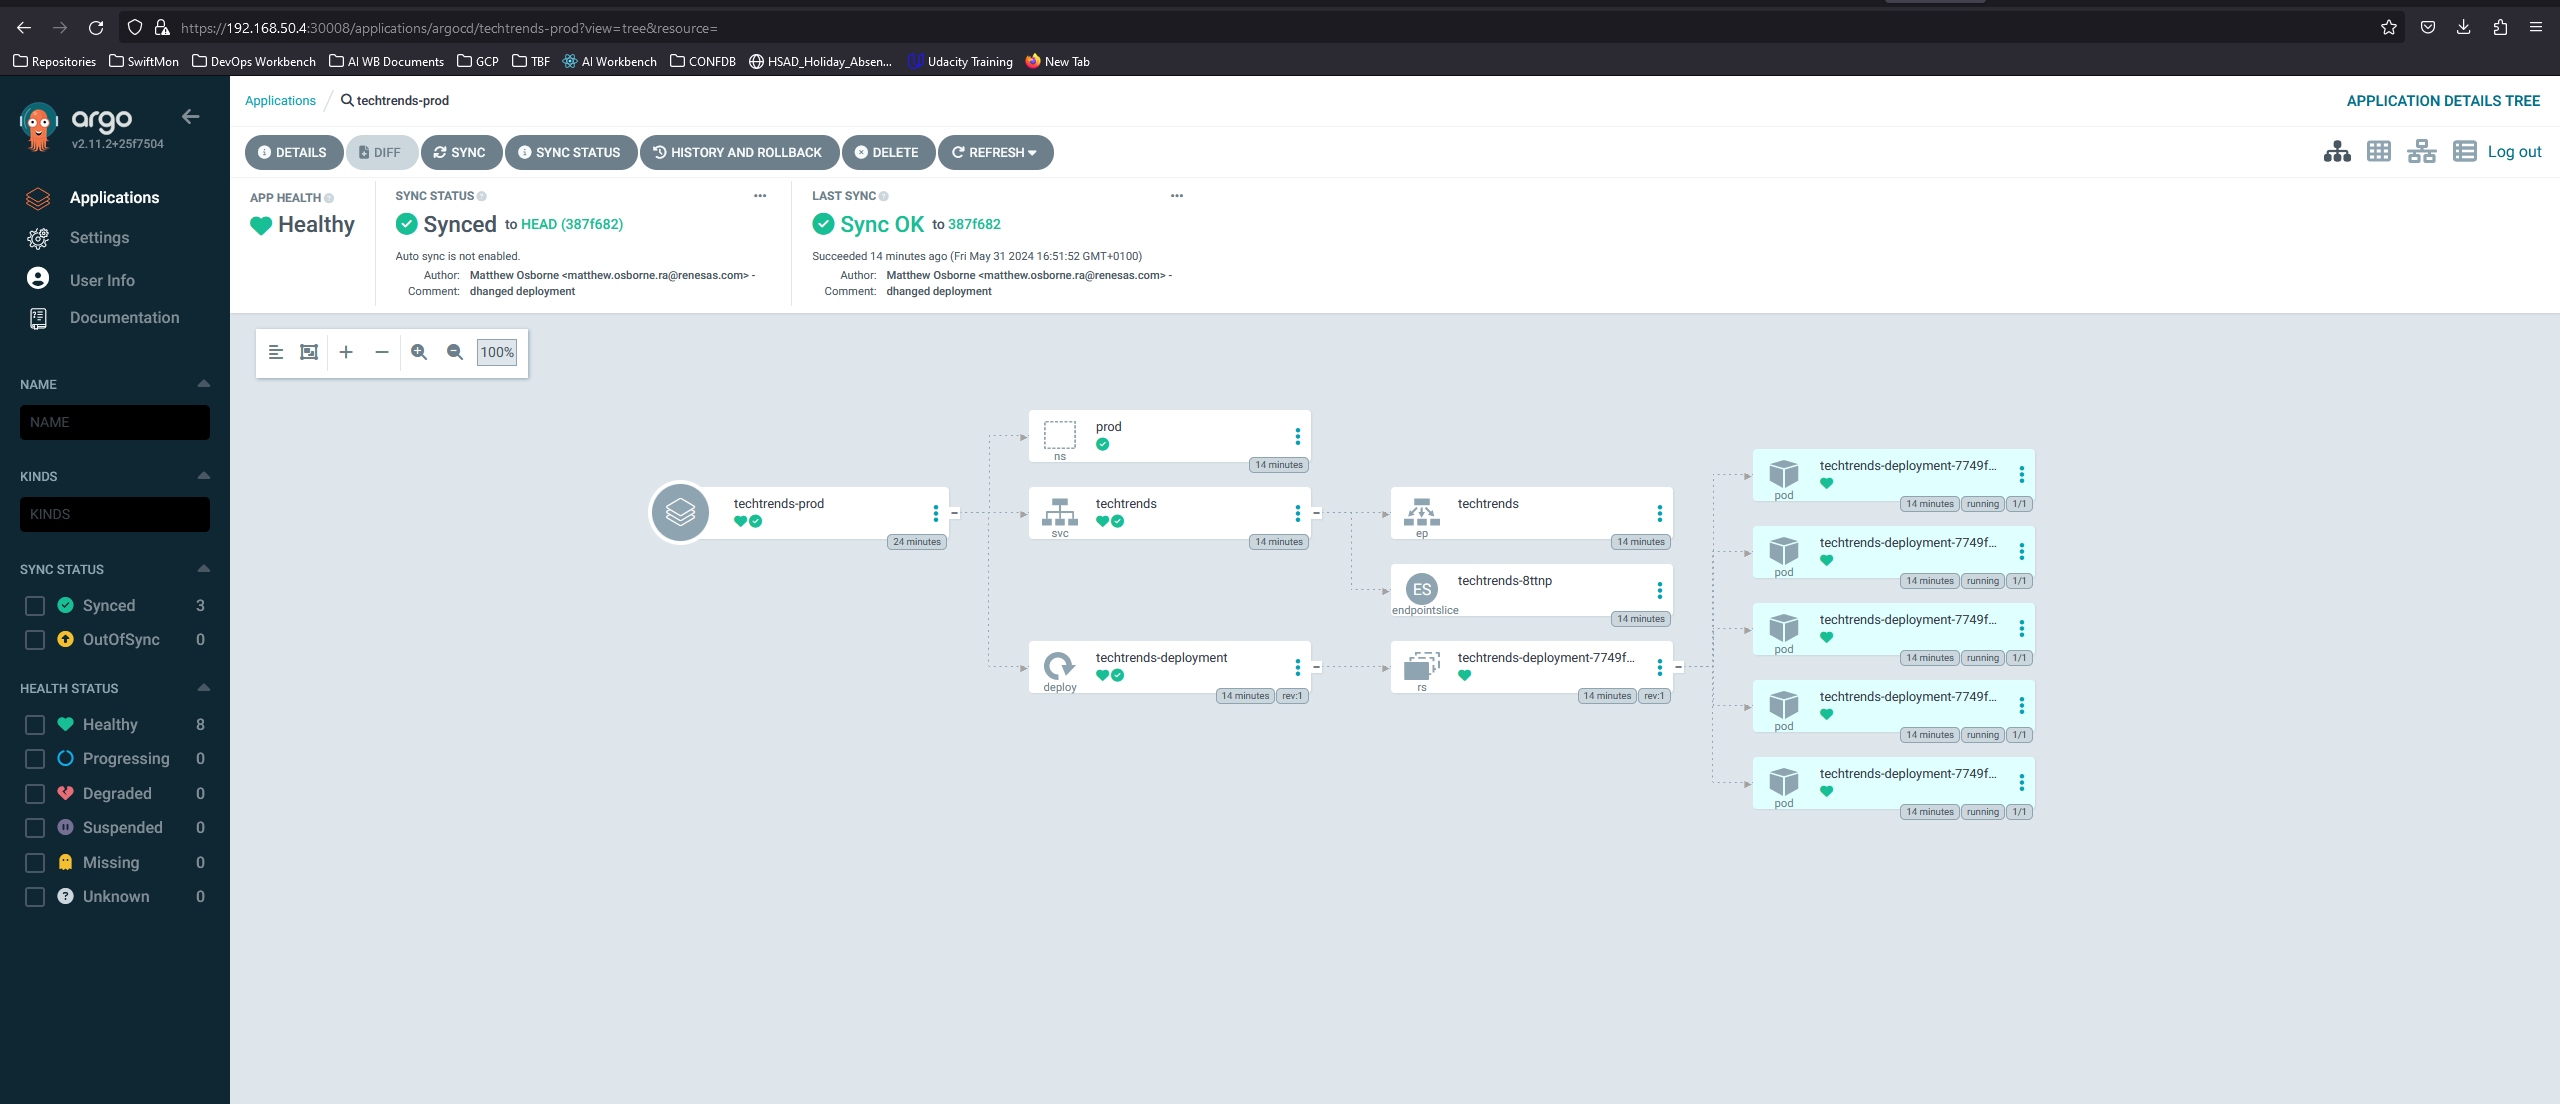 https://192.168.50.4:30008/applications/argocd/techtrends-prod?view=tree&resource=
Repositories SwiftMon DevOps Workbench AI WB Documents GCP TBF AI Workbench CONFDB HSAD_Holiday_Absen... Udacity Training New Tab
argo
v2.11.2+25f7504
Applications
Settings
User Info
Documentation
NAME
NAME
KINDS
KINDS
SYNC STATUS
Synced 3
OutOfSync 0
HEALTH STATUS
Healthy 8
Progressing 0
Degraded 0
Suspended 0
Missing 0
Unknown 0
Applications / techtrends-prod
APPLICATION DETAILS TREE
DETAILS DIFF SYNC SYNC STATUS HISTORY AND ROLLBACK DELETE REFRESH
Log out
APP HEALTH
Healthy
SYNC STATUS
Synced to HEAD (387f682)
Auto sync is not enabled.
Author: Matthew Osborne <matthew.osborne.ra@renesas.com> -
Comment: dhanged deployment
LAST SYNC
Sync OK to 387f682
Succeeded 14 minutes ago (Fri May 31 2024 16:51:52 GMT+0100)
Author: Matthew Osborne <matthew.osborne.ra@renesas.com> -
Comment: dhanged deployment
100%
techtrends-prod
24 minutes
prod
ns
14 minutes
techtrends
svc
14 minutes
techtrends-deployment
deploy
14 minutes rev:1
techtrends
ep
14 minutes
ES
techtrends-8ttnp
endpointslice
14 minutes
techtrends-deployment-7749f...
rs
14 minutes rev:1
techtrends-deployment-7749f...
pod
14 minutes running 1/1
techtrends-deployment-7749f...
pod
14 minutes running 1/1
techtrends-deployment-7749f...
pod
14 minutes running 1/1
techtrends-deployment-7749f...
pod
14 minutes running 1/1
techtrends-deployment-7749f...
pod
14 minutes running 1/1